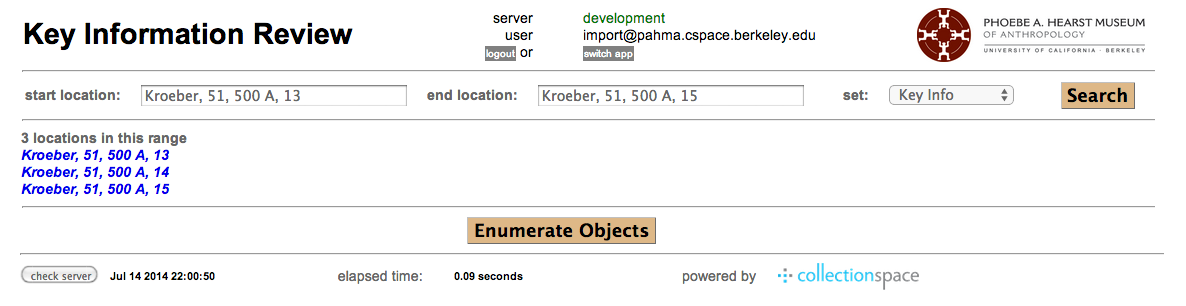 Key Information Review
server development
user import@pahma.cspace.berkeley.edu
logout or switch app
PHOEBE A. HEARST MUSEUM
OF ANTHROPOLOGY
UNIVERSITY OF CALIFORNIA · BERKELEY
start location: Kroeber, 51, 500 A, 13 end location: Kroeber, 51, 500 A, 15 set: Key Info Search
3 locations in this range
Kroeber, 51, 500 A, 13
Kroeber, 51, 500 A, 14
Kroeber, 51, 500 A, 15
Enumerate Objects
check server Jul 14 2014 22:00:50 elapsed time: 0.09 seconds powered by collectionspace